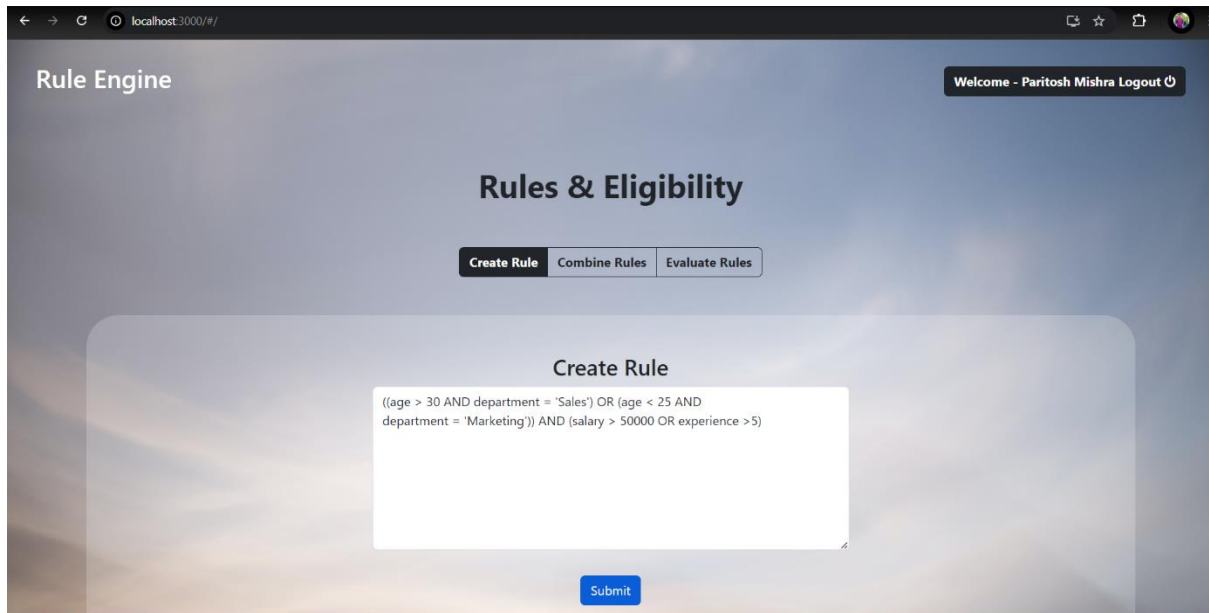 localhost:3000/#/
Rule Engine
Welcome - Paritosh Mishra Logout
Rules & Eligibility
Create Rule Combine Rules Evaluate Rules
Create Rule
((age > 30 AND department = 'Sales') OR (age < 25 AND
department = 'Marketing')) AND (salary > 50000 OR experience >5)
Submit